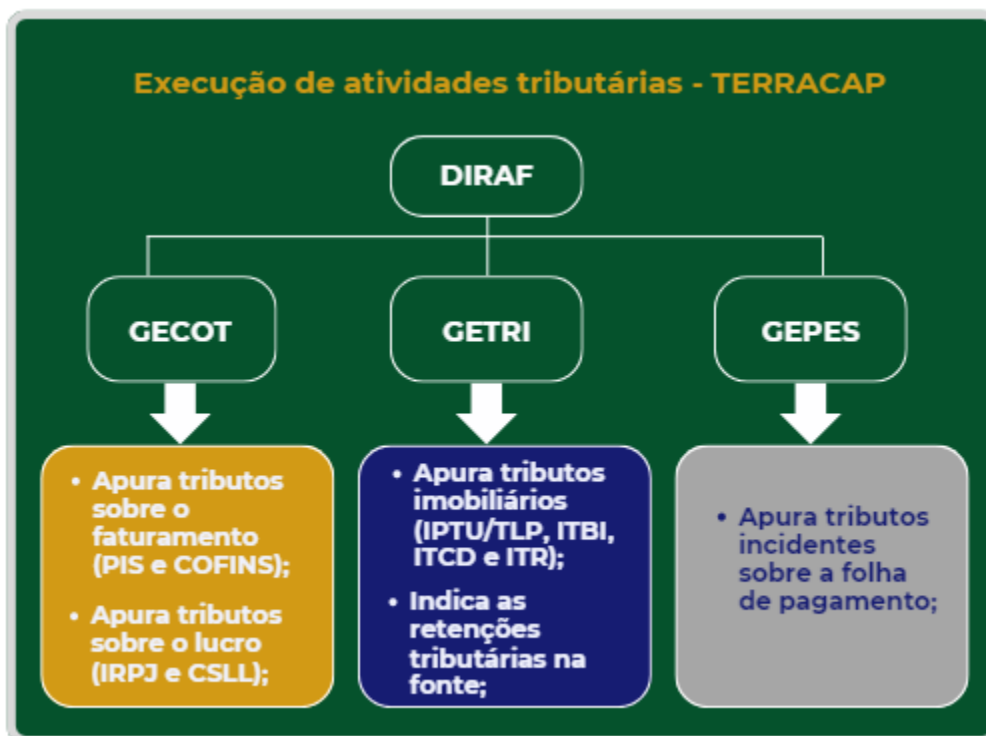 Execução de atividades tributárias - TERRACAP
DIRAF
GECOT
GETRI
GEPES
• Apura tributos
sobre o
faturamento
(PIS e COFINS);
• Apura tributos
sobre o lucro
(IRPJ e CSLL);
• Apura tributos
imobiliários
(IPTU/TLP, ITBI,
ITCD e ITR);
• Indica as
retenções
tributárias na
fonte;
• Apura tributos
incidentes
sobre a folha
de pagamento;